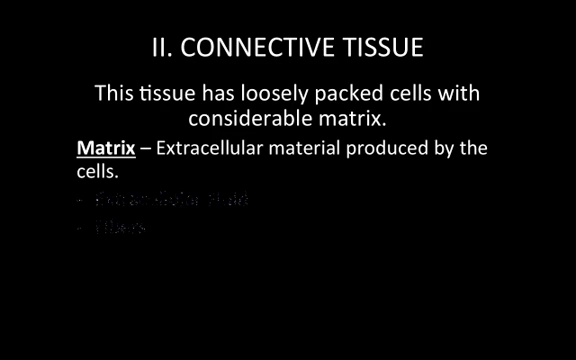 II. CONNECTIVE TISSUE
This tissue has loosely packed cells with
considerable matrix.
Matrix – Extracellular material produced by the
cells.
- Fibers